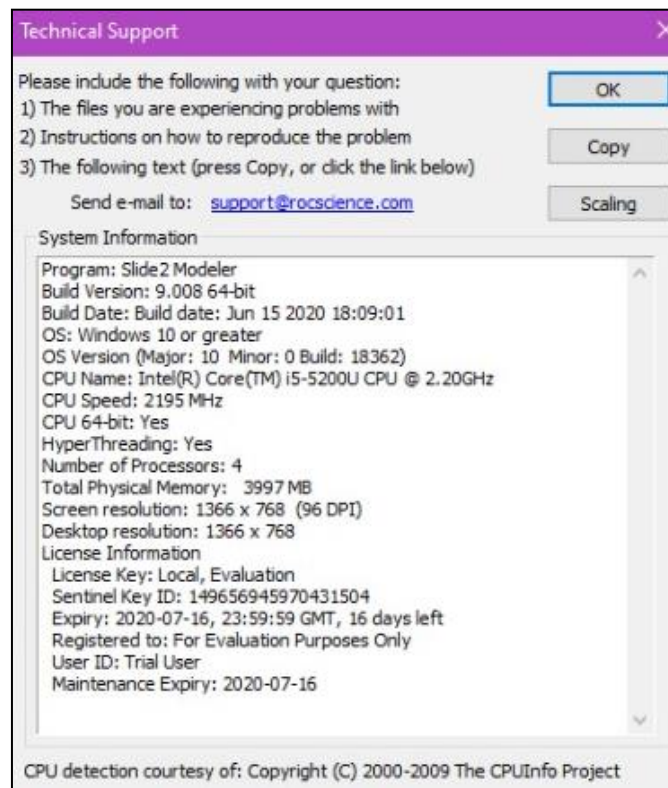 Technical Support
Please include the following with your question:
1) The files you are experiencing problems with
2) Instructions on how to reproduce the problem
3) The following text (press Copy, or click the link below)
Send e-mail to: support@rocscience.com
OK
Copy
Scaling
System Information
Program: Slide2 Modeler
Build Version: 9.008 64-bit
Build Date: Build date: Jun 15 2020 18:09:01
OS: Windows 10 or greater
OS Version (Major: 10 Minor: 0 Build: 18362)
CPU Name: Intel(R) Core(TM) i5-5200U CPU @ 2.20GHz
CPU Speed: 2195 MHz
CPU 64-bit: Yes
HyperThreading: Yes
Number of Processors: 4
Total Physical Memory: 3997 MB
Screen resolution: 1366 x 768 (96 DPI)
Desktop resolution: 1366 x 768
License Information
License Key: Local, Evaluation
Sentinel Key ID: 149656945970431504
Expiry: 2020-07-16, 23:59:59 GMT, 16 days left
Registered to: For Evaluation Purposes Only
User ID: Trial User
Maintenance Expiry: 2020-07-16
CPU detection courtesy of: Copyright (C) 2000-2009 The CPUInfo Project